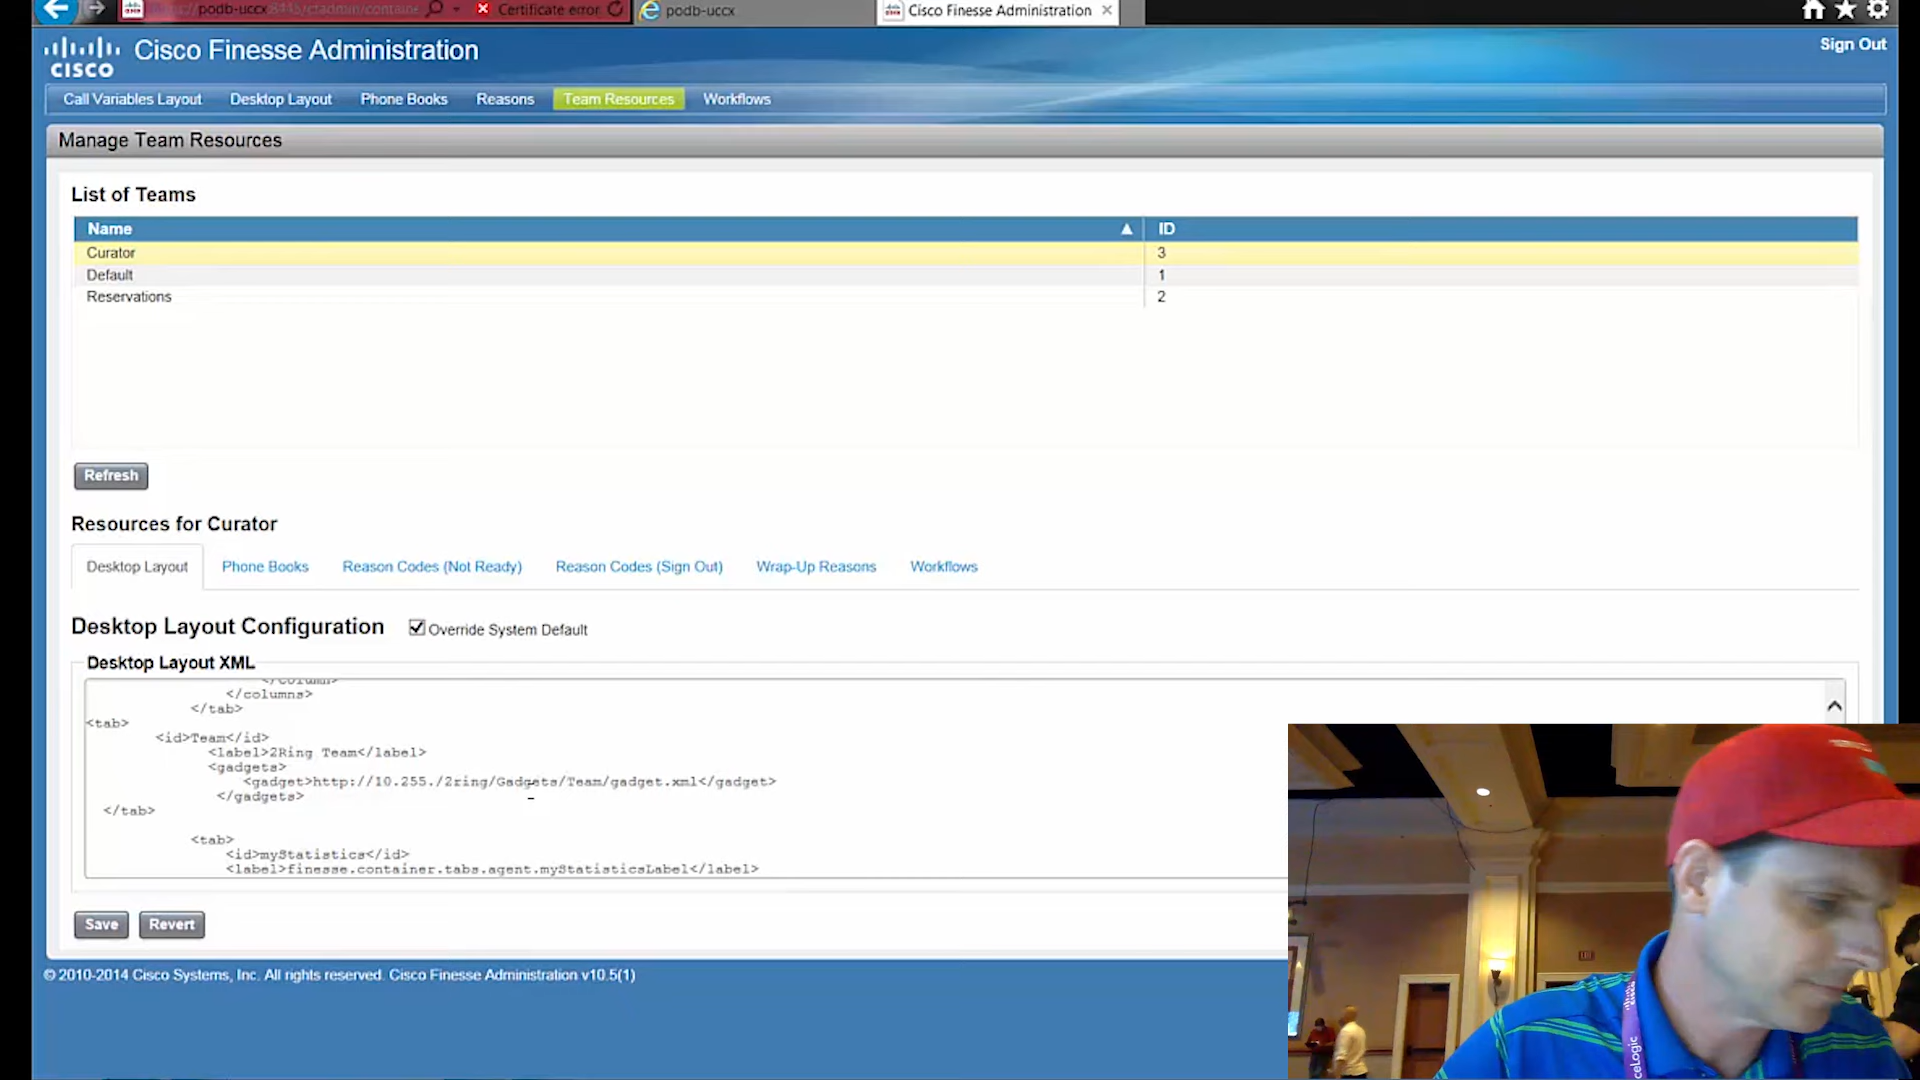 podb-uccx:8445/cfadmin/containe
Certificate error
podb-uccx
Cisco Finesse Administration
CISCO
Cisco Finesse Administration
Sign Out
Call Variables Layout
Desktop Layout
Phone Books
Reasons
Team Resources
Workflows
Manage Team Resources
List of Teams
Name ID
Curator 3
Default 1
Reservations 2
Refresh
Resources for Curator
Desktop Layout
Phone Books
Reason Codes (Not Ready)
Reason Codes (Sign Out)
Wrap-Up Reasons
Workflows
Desktop Layout Configuration
Override System Default
Desktop Layout XML
</column>
</columns>
</tab>
<tab>
<id>Team</id>
<label>2Ring Team</label>
<gadgets>
<gadget>http://10.255./2ring/Gadgets/Team/gadget.xml</gadget>
</gadgets>
</tab>
<tab>
<id>myStatistics</id>
<label>finesse.container.tabs.agent.myStatisticsLabel</label>
Save
Revert
© 2010-2014 Cisco Systems, Inc. All rights reserved. Cisco Finesse Administration v10.5(1)
ceLogic